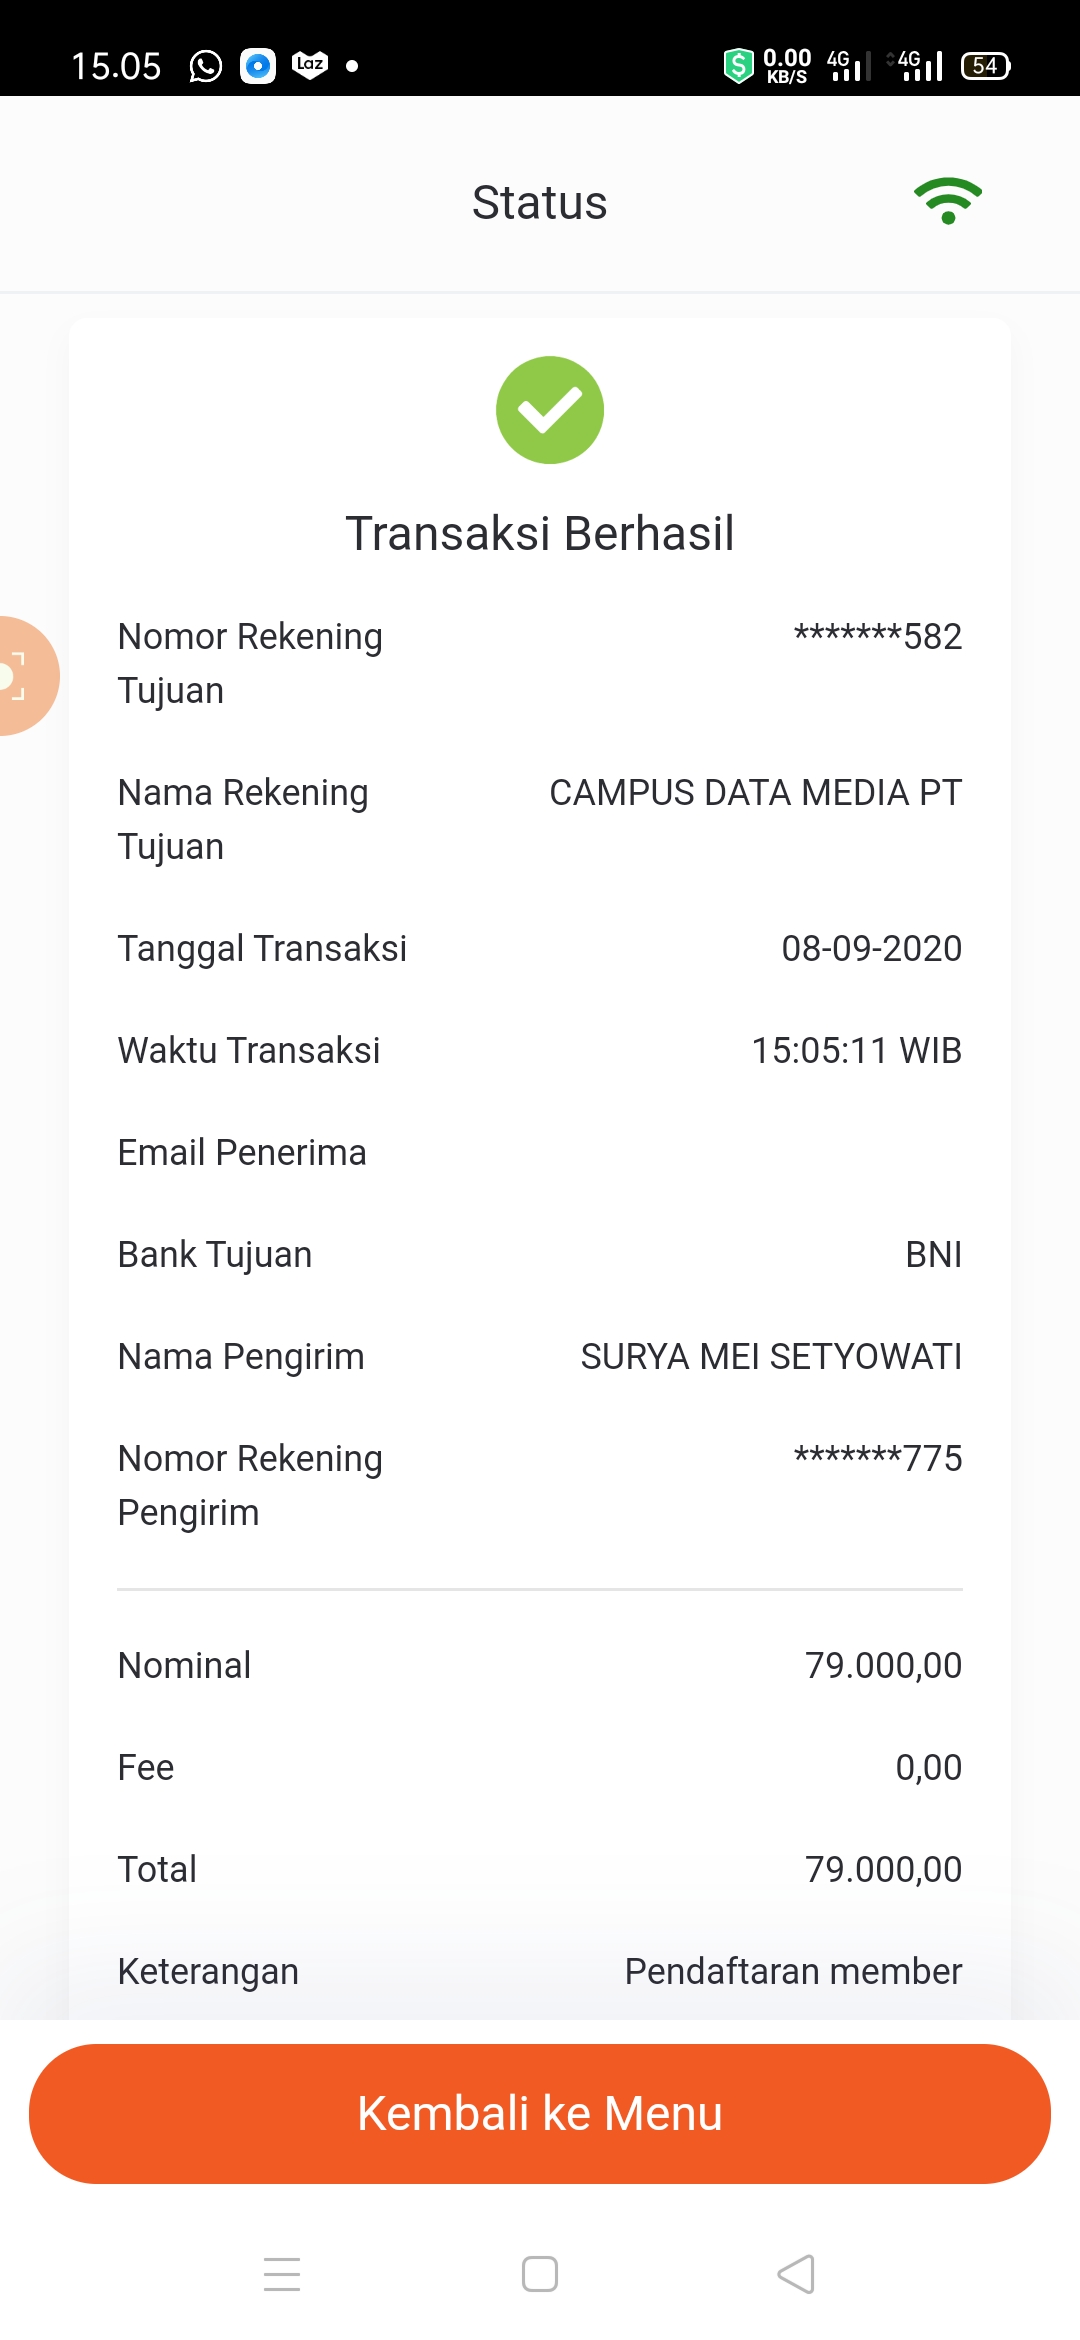 15.05 Laz $ 0.00 KB/S 4G 4G 54
Status
Transaksi Berhasil
Nomor Rekening Tujuan *******582
Nama Rekening Tujuan CAMPUS DATA MEDIA PT
Tanggal Transaksi 08-09-2020
Waktu Transaksi 15:05:11 WIB
Email Penerima
Bank Tujuan BNI
Nama Pengirim SURYA MEI SETYOWATI
Nomor Rekening Pengirim *******775
Nominal 79.000,00
Fee 0,00
Total 79.000,00
Keterangan Pendaftaran member
Kembali ke Menu